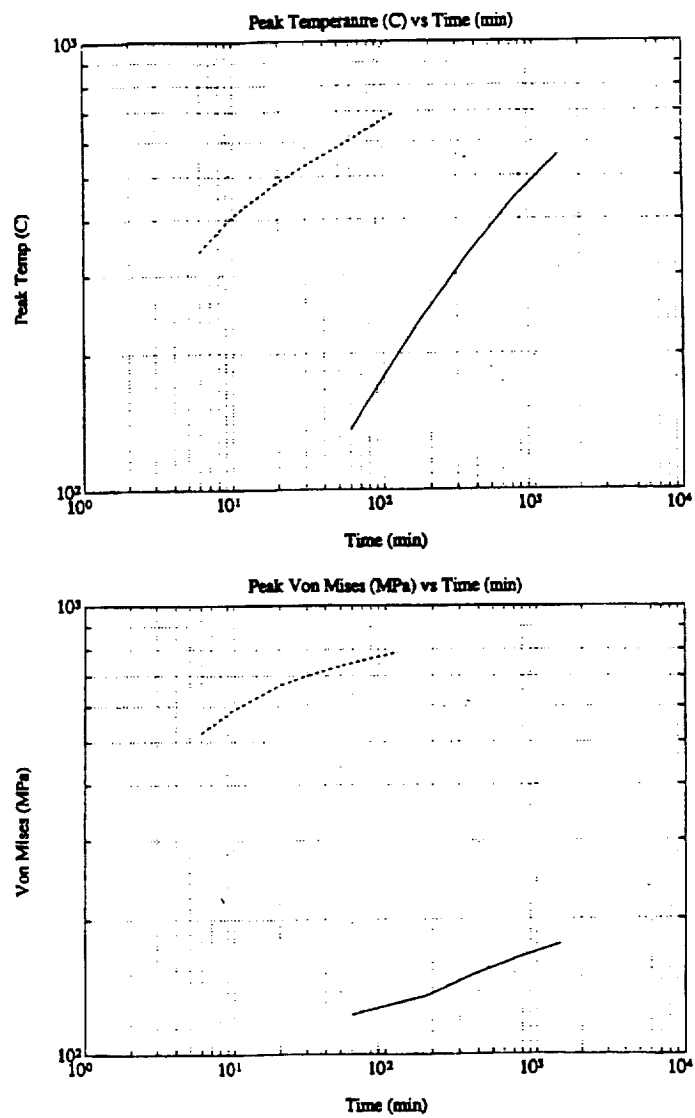 Peak Temperature (C) vs Time (min)
10³
Peak Temp (C)
10²
10⁰ 10¹ 10² 10³ 10⁴
Time (min)
Peak Von Mises (MPa) vs Time (min)
10³
Von Mises (MPa)
10²
10⁰ 10¹ 10² 10³ 10⁴
Time (min)